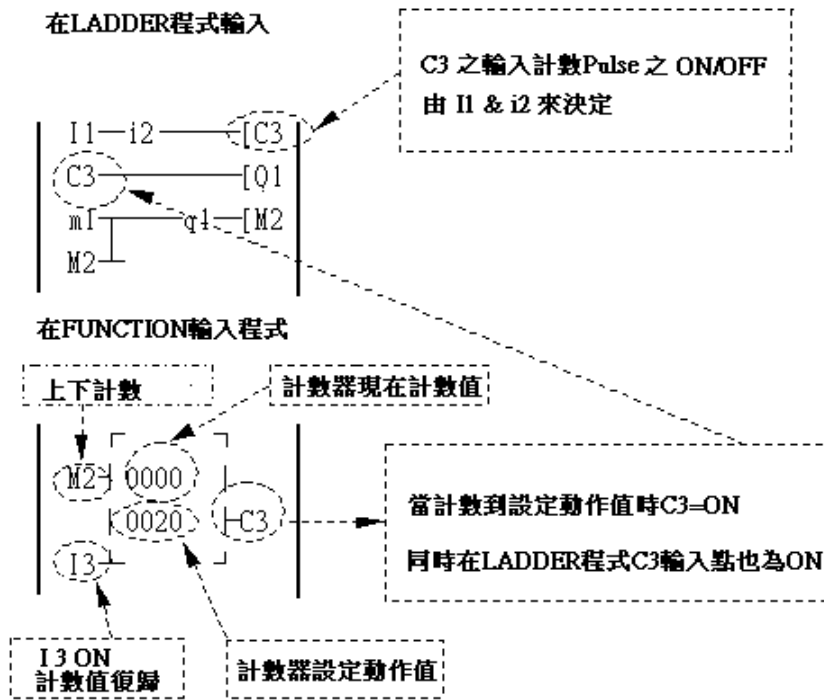 在LADDER程式輸入
C3 之輸入計數Pulse 之 ON/OFF
由 I1 & i2 來決定
I1 i2 [C3
C3 [Q1
m1 q1 [M2
M2
在FUNCTION輸入程式
上下計數
計數器現在計數值
M2 0000
0020 C3
I3
當計數到設定動作值時C3=ON
同時在LADDER程式C3輸入點也為ON
I 3 ON
計數值復歸
計數器設定動作值